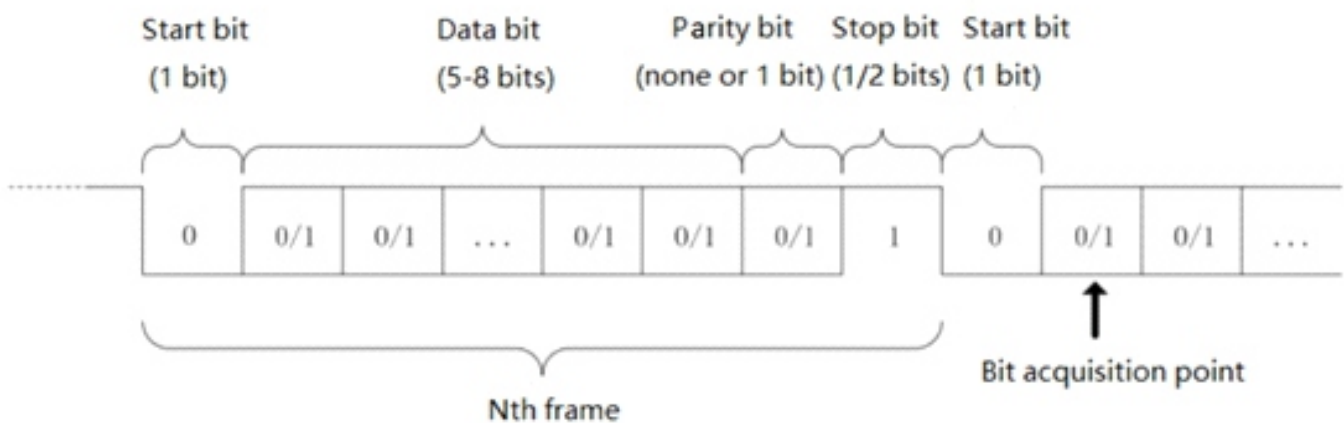 Start bit Data bit Parity bit Stop bit Start bit
(1 bit) (5-8 bits) (none or 1 bit) (1/2 bits) (1 bit)
0 0/1 0/1 ... 0/1 0/1 0/1 1 0 0/1 0/1 ...
Bit acquisition point
Nth frame